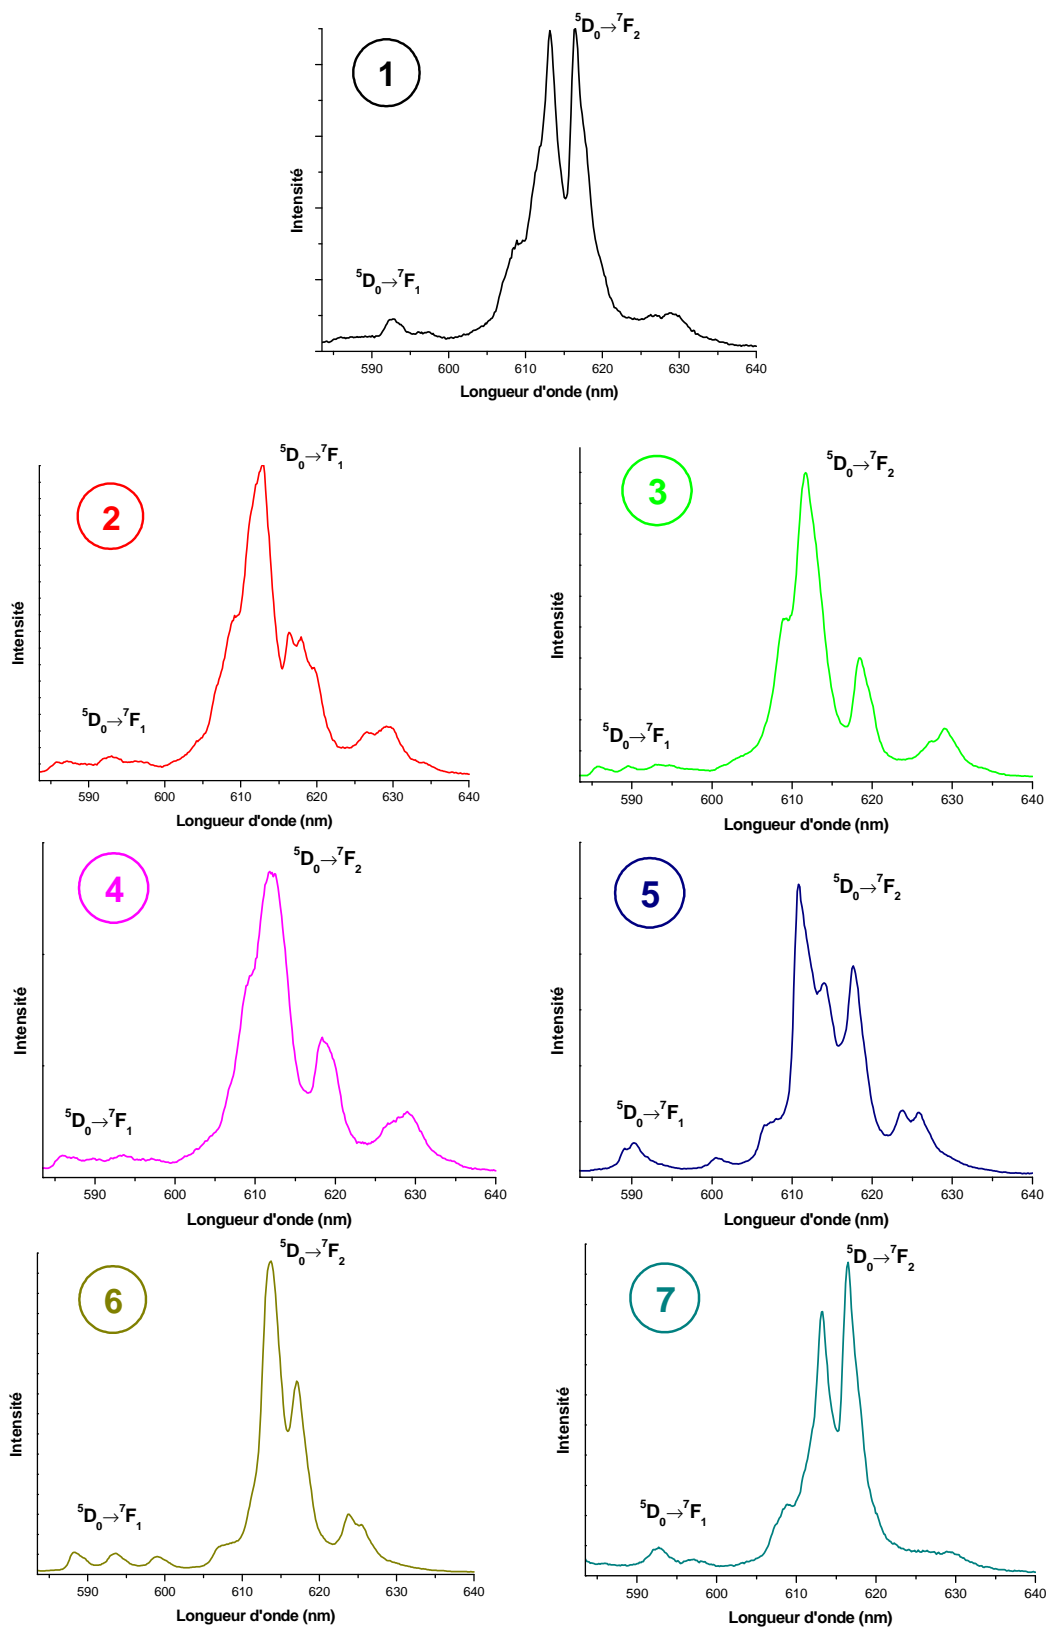 ⁵D₀→⁷F₂
1
Intensité
⁵D₀→⁷F₁
590 600 610 620 630 640
Longueur d'onde (nm)
⁵D₀→⁷F₁
2
Intensité
⁵D₀→⁷F₁
590 600 610 620 630 640
Longueur d'onde (nm)
⁵D₀→⁷F₂
3
Intensité
⁵D₀→⁷F₁
590 600 610 620 630 640
Longueur d'onde (nm)
⁵D₀→⁷F₂
4
Intensité
⁵D₀→⁷F₁
590 600 610 620 630 640
Longueur d'onde (nm)
⁵D₀→⁷F₂
5
Intensité
⁵D₀→⁷F₁
590 600 610 620 630 640
Longueur d'onde (nm)
⁵D₀→⁷F₂
6
Intensité
⁵D₀→⁷F₁
590 600 610 620 630 640
Longueur d'onde (nm)
⁵D₀→⁷F₂
7
Intensité
⁵D₀→⁷F₁
590 600 610 620 630 640
Longueur d'onde (nm)